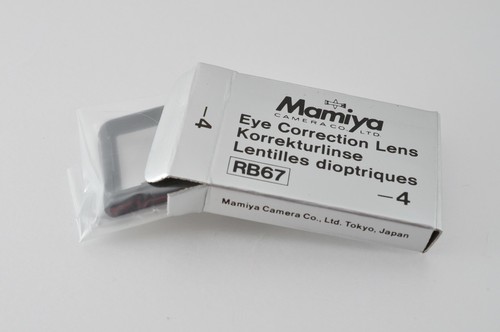 Mamiya
CAMERA CO., LTD.
Eye Correction Lens
Korrekturlinse
Lentilles dioptriques
RB67
−4
Mamiya Camera Co., Ltd. Tokyo, Japan
−4